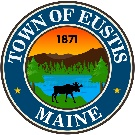 TOWN OF EUSTIS
1871
MAINE